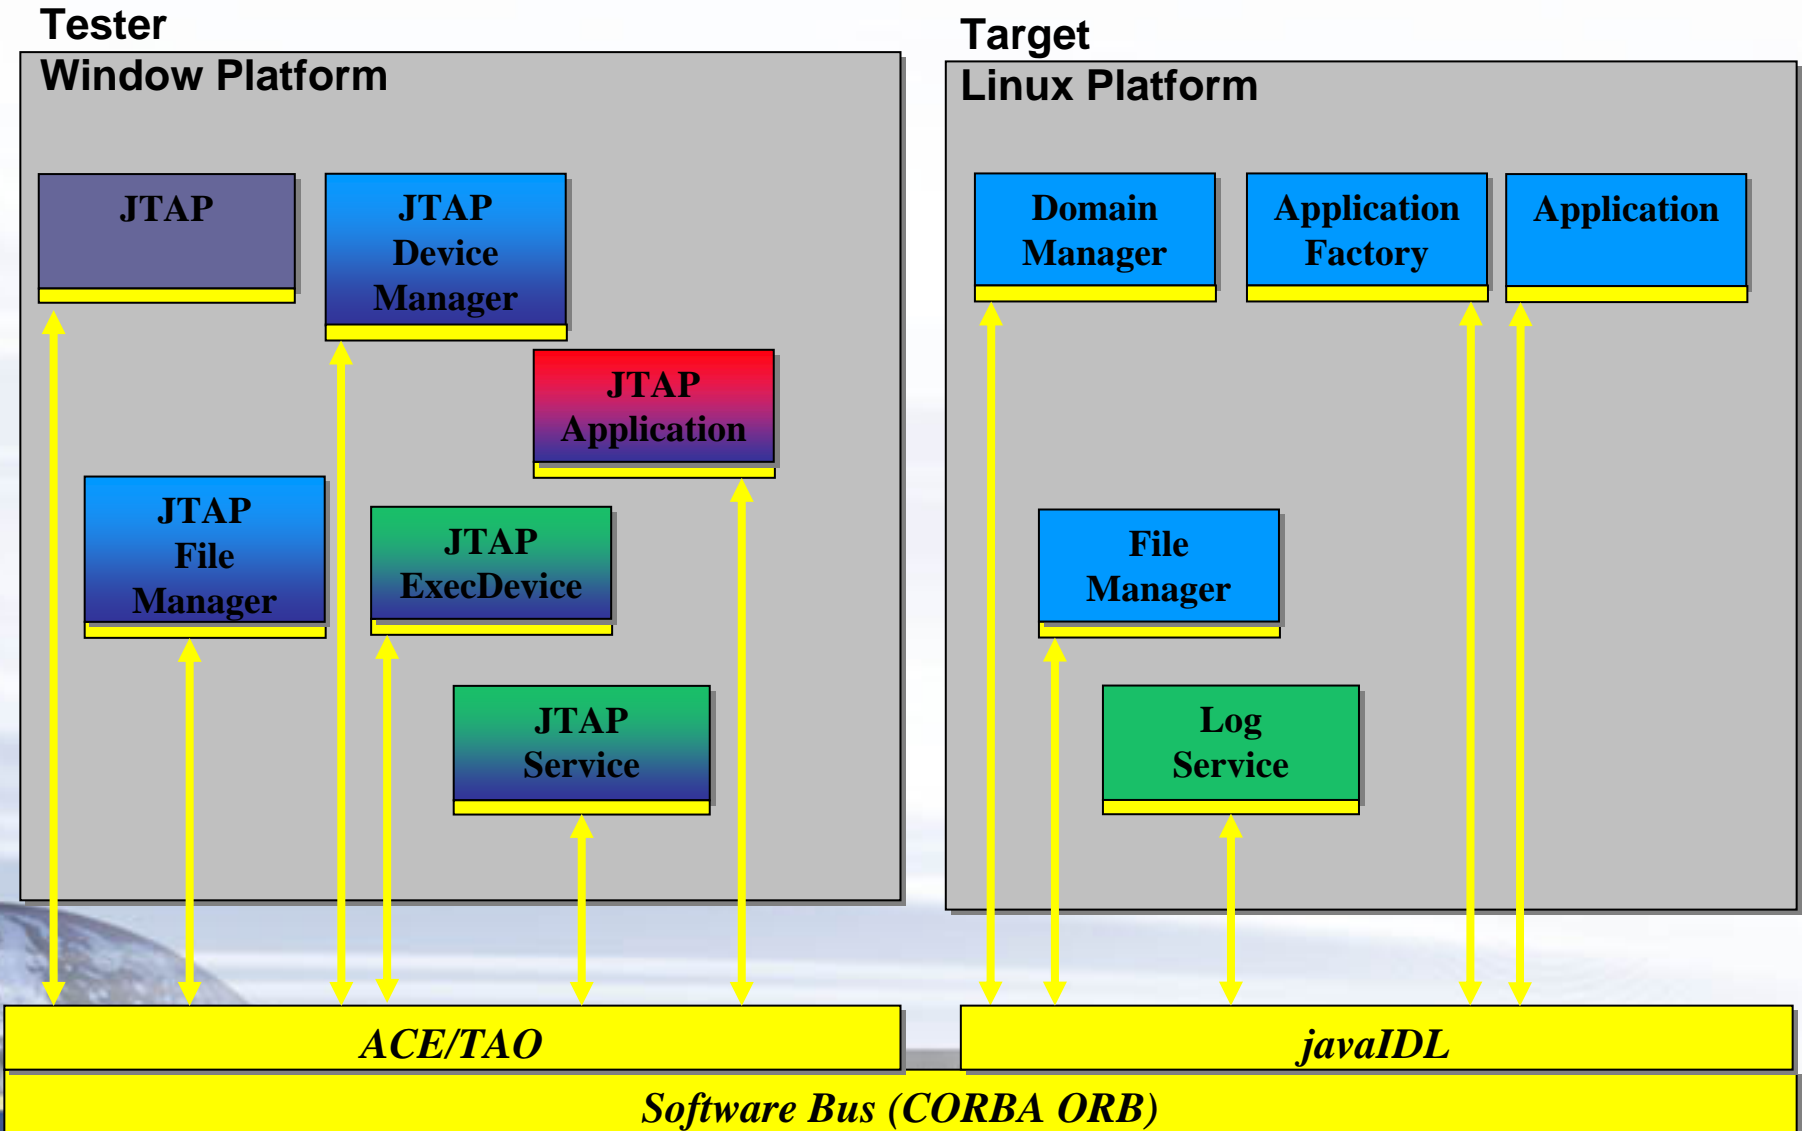 Tester
Window Platform
JTAP
JTAP
Device
Manager
JTAP
Application
JTAP
File
Manager
JTAP
ExecDevice
JTAP
Service
Target
Linux Platform
Domain
Manager
Application
Factory
Application
File
Manager
Log
Service
ACE/TAO
javaIDL
Software Bus (CORBA ORB)